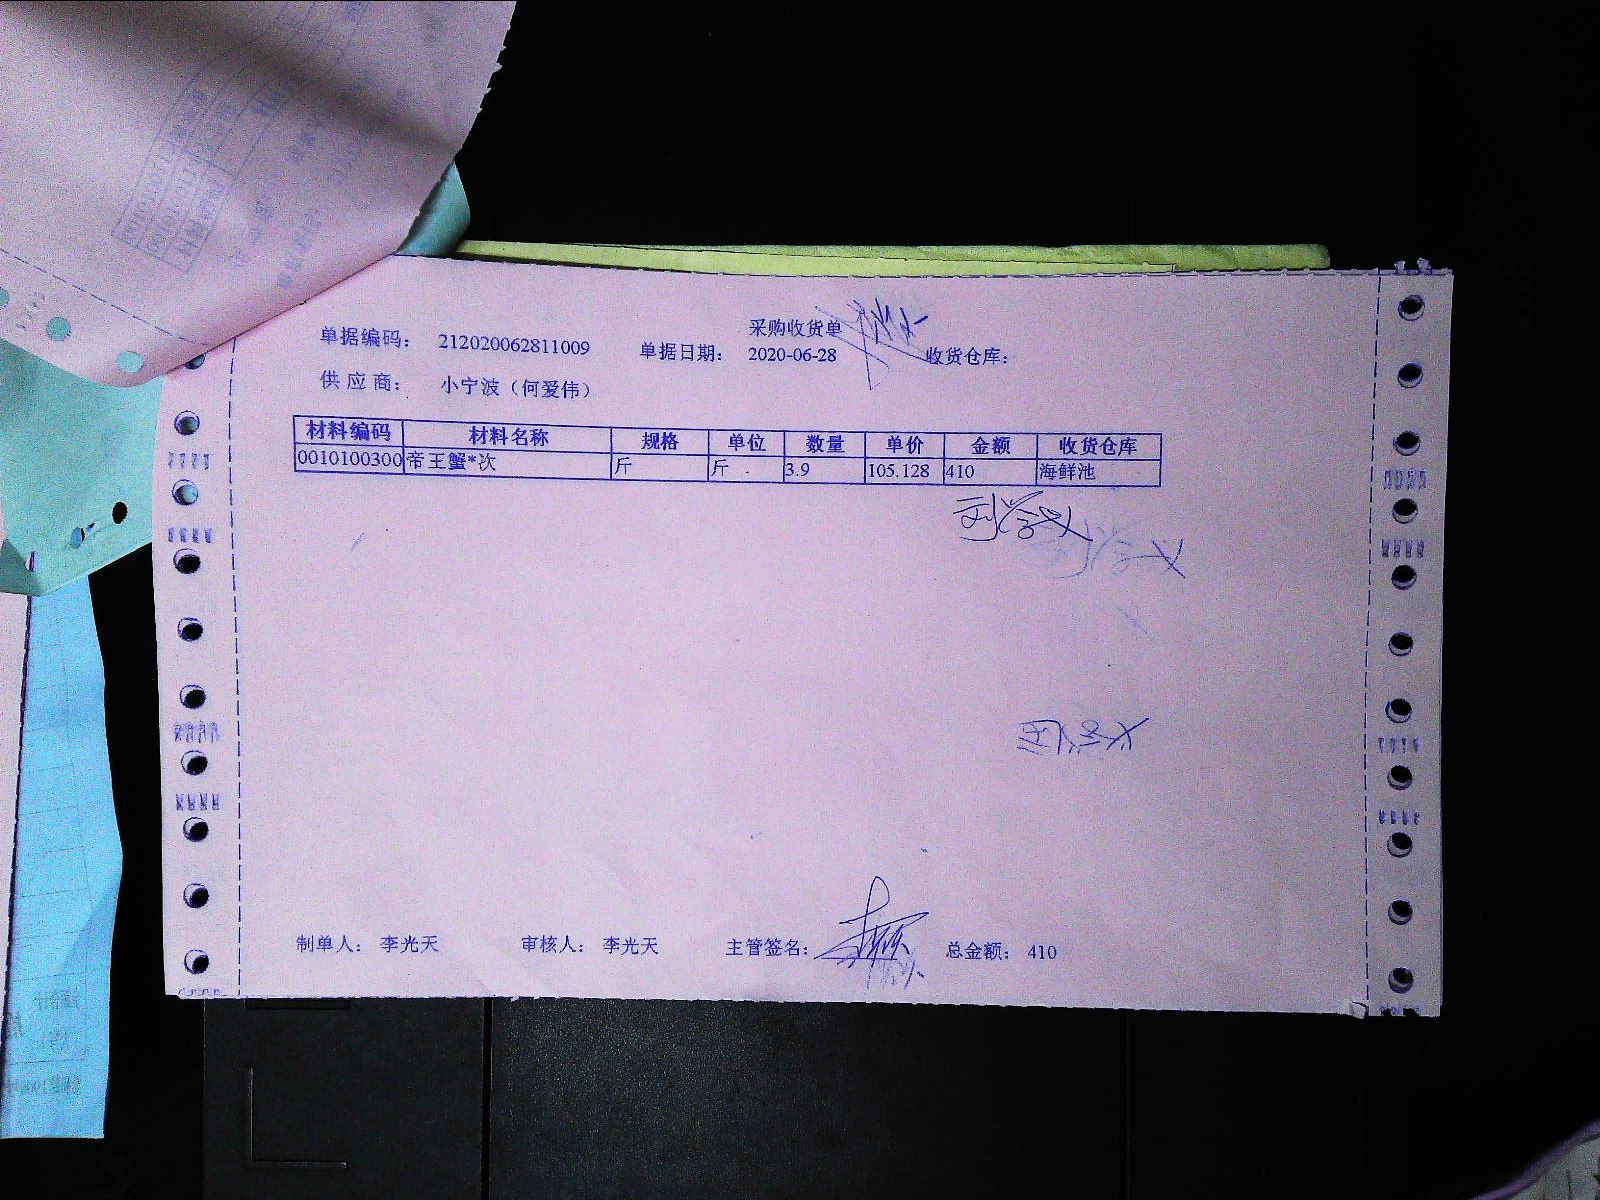 采购收货单
单据编码： 212020062811009 单据日期： 2020-06-28 收货仓库：
供 应 商： 小宁波（何爱伟）
材料编码 材料名称 规格 单位 数量 单价 金额 收货仓库
0010100300 帝王蟹*次 斤 斤 3.9 105.128 410 海鲜池
制单人： 李光天 审核人： 李光天 主管签名： 总金额： 410